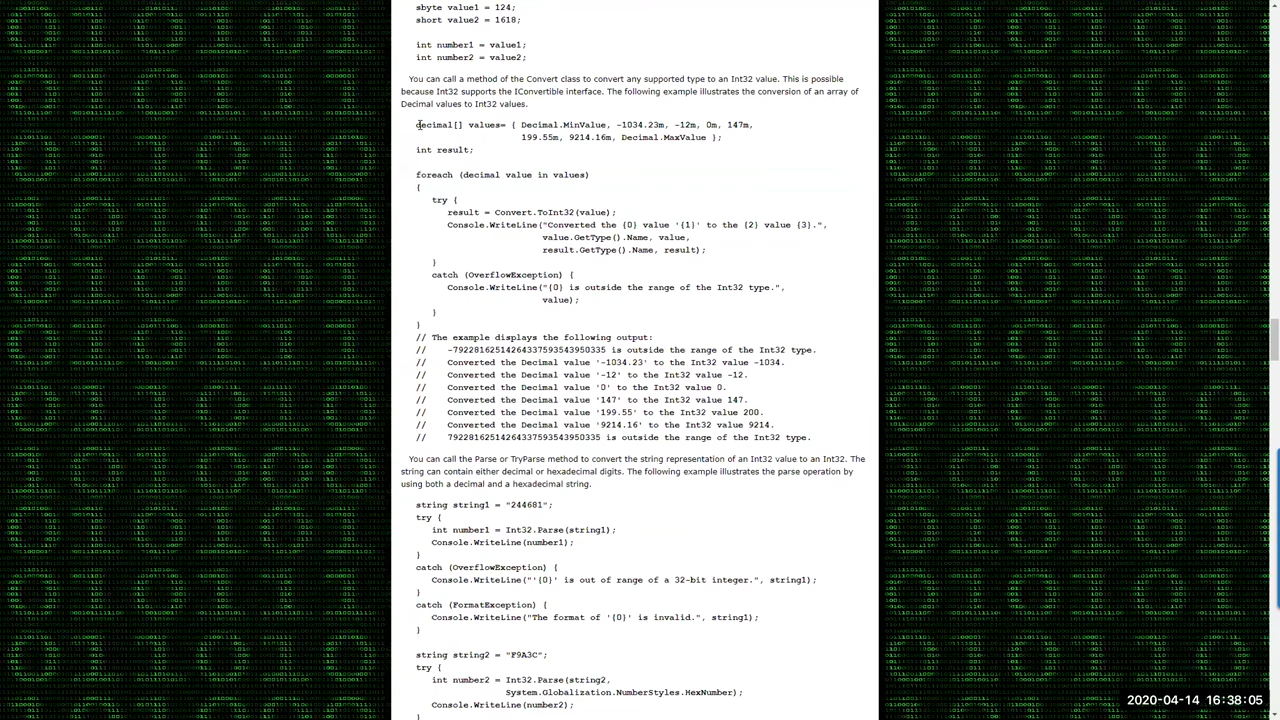 sbyte value1 = 124;
short value2 = 1618;
int number1 = value1;
int number2 = value2;
You can call a method of the Convert class to convert any supported type to an Int32 value. This is possible
because Int32 supports the IConvertible interface. The following example illustrates the conversion of an array of
Decimal values to Int32 values.
decimal[] values= { Decimal.MinValue, -1034.23m, -12m, 0m, 147m,
199.55m, 9214.16m, Decimal.MaxValue };
int result;
foreach (decimal value in values)
{
try {
result = Convert.ToInt32(value);
Console.WriteLine("Converted the {0} value '{1}' to the {2} value {3}.",
value.GetType().Name, value,
result.GetType().Name, result);
}
catch (OverflowException) {
Console.WriteLine("{0} is outside the range of the Int32 type.",
value);
}
}
// The example displays the following output:
// -79228162514264337593543950335 is outside the range of the Int32 type.
// Converted the Decimal value '-1034.23' to the Int32 value -1034.
// Converted the Decimal value '-12' to the Int32 value -12.
// Converted the Decimal value '0' to the Int32 value 0.
// Converted the Decimal value '147' to the Int32 value 147.
// Converted the Decimal value '199.55' to the Int32 value 200.
// Converted the Decimal value '9214.16' to the Int32 value 9214.
// 79228162514264337593543950335 is outside the range of the Int32 type.
You can call the Parse or TryParse method to convert the string representation of an Int32 value to an Int32. The
string can contain either decimal or hexadecimal digits. The following example illustrates the parse operation by
using both a decimal and a hexadecimal string.
string string1 = "244681";
try {
int number1 = Int32.Parse(string1);
Console.WriteLine(number1);
}
catch (OverflowException) {
Console.WriteLine("'{0}' is out of range of a 32-bit integer.", string1);
}
catch (FormatException) {
Console.WriteLine("The format of '{0}' is invalid.", string1);
}
string string2 = "F9A3C";
try {
int number2 = Int32.Parse(string2,
System.Globalization.NumberStyles.HexNumber);
Console.WriteLine(number2);
}
2020-04-14 16:38:05